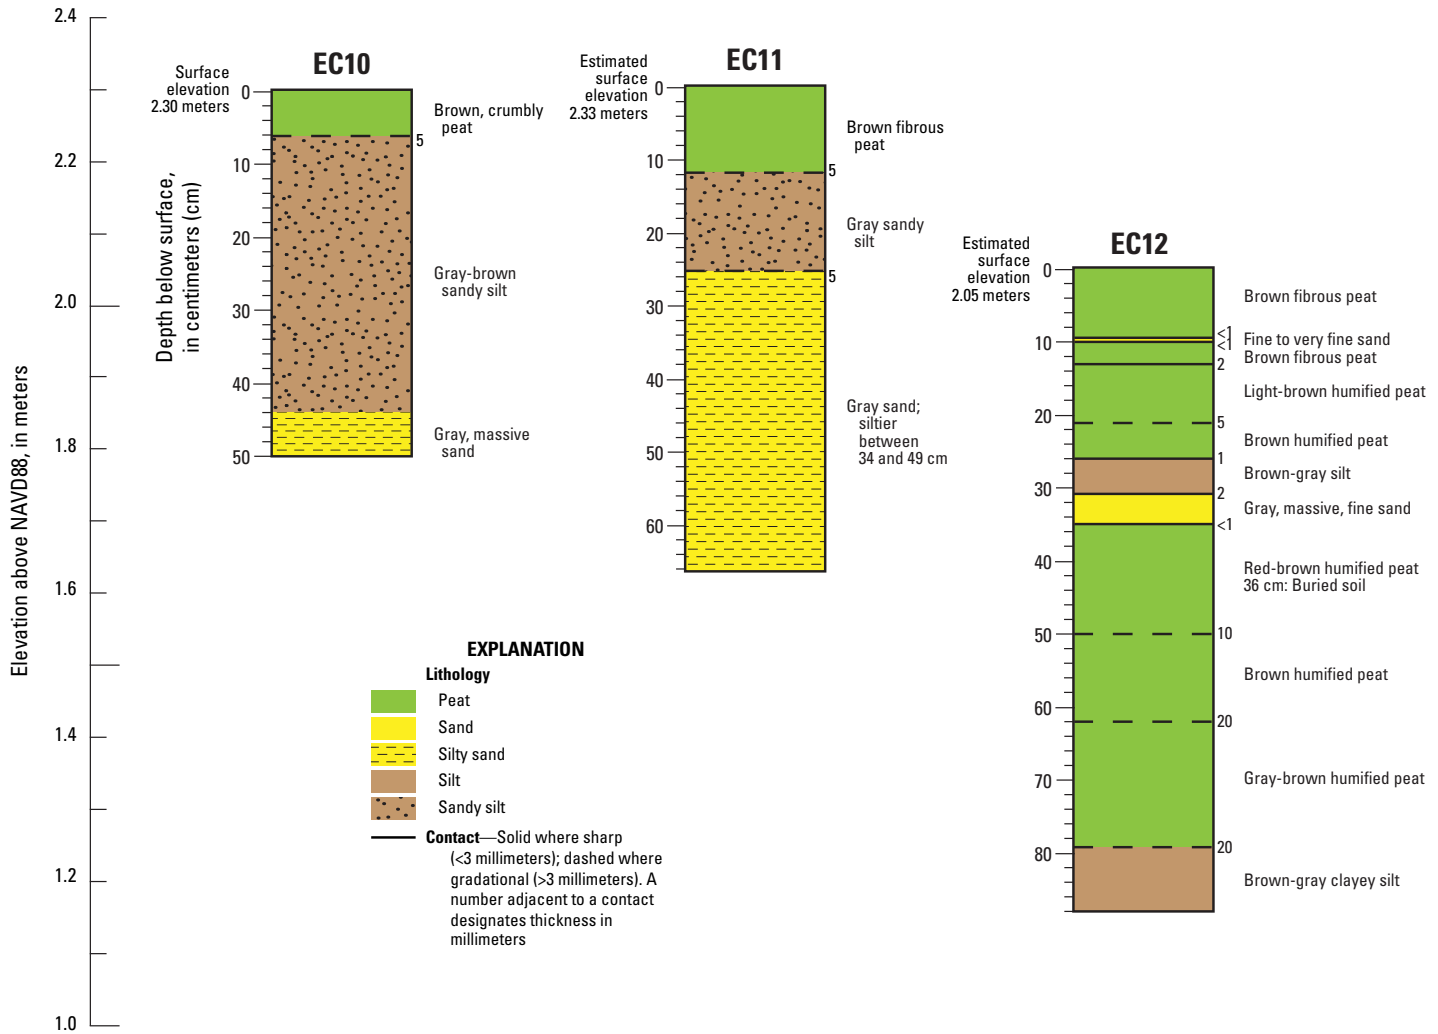 Elevation above NAVD88, in meters
2.4
2.2
2.0
1.8
1.6
1.4
1.2
1.0
EC10
Surface
elevation
2.30 meters
Depth below surface,
in centimeters (cm)
0
10
20
30
40
50
5
Brown, crumbly
peat
Gray-brown
sandy silt
Gray, massive
sand
EC11
Estimated
surface
elevation
2.33 meters
0
10
20
30
40
50
60
5
5
Brown fibrous
peat
Gray sandy
silt
Gray sand;
siltier
between
34 and 49 cm
EC12
Estimated
surface
elevation
2.05 meters
0
10
20
30
40
50
60
70
80
<1
<1
2
5
1
2
<1
10
20
20
Brown fibrous peat
Fine to very fine sand
Brown fibrous peat
Light-brown humified peat
Brown humified peat
Brown-gray silt
Gray, massive, fine sand
Red-brown humified peat
36 cm: Buried soil
Brown humified peat
Gray-brown humified peat
Brown-gray clayey silt
EXPLANATION
Lithology
Peat
Sand
Silty sand
Silt
Sandy silt
Contact—Solid where sharp
(<3 millimeters); dashed where
gradational (>3 millimeters). A
number adjacent to a contact
designates thickness in
millimeters